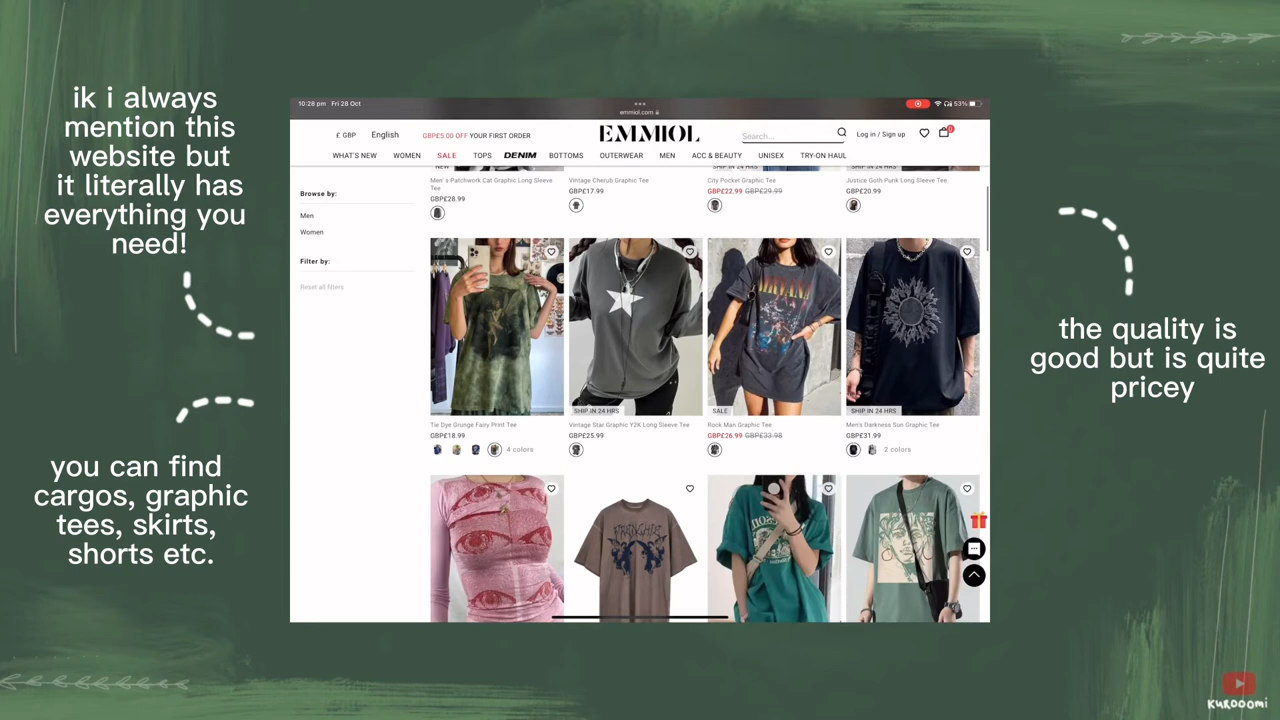 ik i always
mention this
website but
it literally has
everything you
need!
you can find
cargos, graphic
tees, skirts,
shorts etc.
the quality is
good but is quite
pricey
10:28 pm Fri 28 Oct
53%
emmiol.com
£ GBP English GBP£5.00 OFF YOUR FIRST ORDER
EMMIOL
Search...
Log in / Sign up
0
WHAT'S NEW WOMEN SALE TOPS DENIM BOTTOMS OUTERWEAR MEN ACC & BEAUTY UNISEX TRY-ON HAUL
Browse by:
Men
Women
Filter by:
Reset all filters
Men's Patchwork Cat Graphic Long Sleeve
Tee
GBP£28.99
Vintage Cherub Graphic Tee
GBP£17.99
City Pocket Graphic Tee
GBP£22.99 GBP£29.99
Justice Goth Punk Long Sleeve Tee
GBP£20.99
Tie Dye Grunge Fairy Print Tee
GBP£18.99
4 colors
SHIP IN 24 HRS
Vintage Star Graphic Y2K Long Sleeve Tee
GBP£25.99
SALE
Rock Man Graphic Tee
GBP£26.99 GBP£33.98
SHIP IN 24 HRS
Men's Darkness Sun Graphic Tee
GBP£31.99
2 colors
KUROOOMi